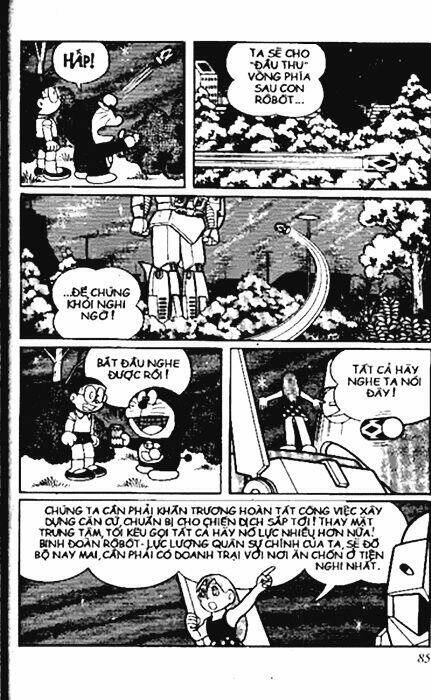 HẤP!
TA SẼ CHO
"ĐẦU THU"
VÒNG PHÍA
SAU CON
RÔBỐT...
...ĐỂ CHÚNG
KHỎI NGHI
NGỜ!
BẮT ĐẦU NGHE
ĐƯỢC RỒI!
TẤT CẢ HÃY
NGHE TA NÓI
ĐÂY!
CHÚNG TA CẦN PHẢI KHẨN TRƯƠNG HOÀN TẤT CÔNG VIỆC XÂY
DỰNG CĂN CỨ, CHUẨN BỊ CHO CHIẾN DỊCH SẮP TỚI! THAY MẶT
TRUNG TÂM, TÔI KÊU GỌI TẤT CẢ HÃY NỔ LỰC NHIỀU HƠN NỮA!
BINH ĐOÀN RÔBỐT - LỰC LƯỢNG QUÂN SỰ CHÍNH CỦA TA, SẼ ĐỔ
BỘ NAY MAI, CẦN PHẢI CÓ DOANH TRẠI VỚI NƠI ĂN CHỐN Ở TIỆN
NGHI NHẤT.
85